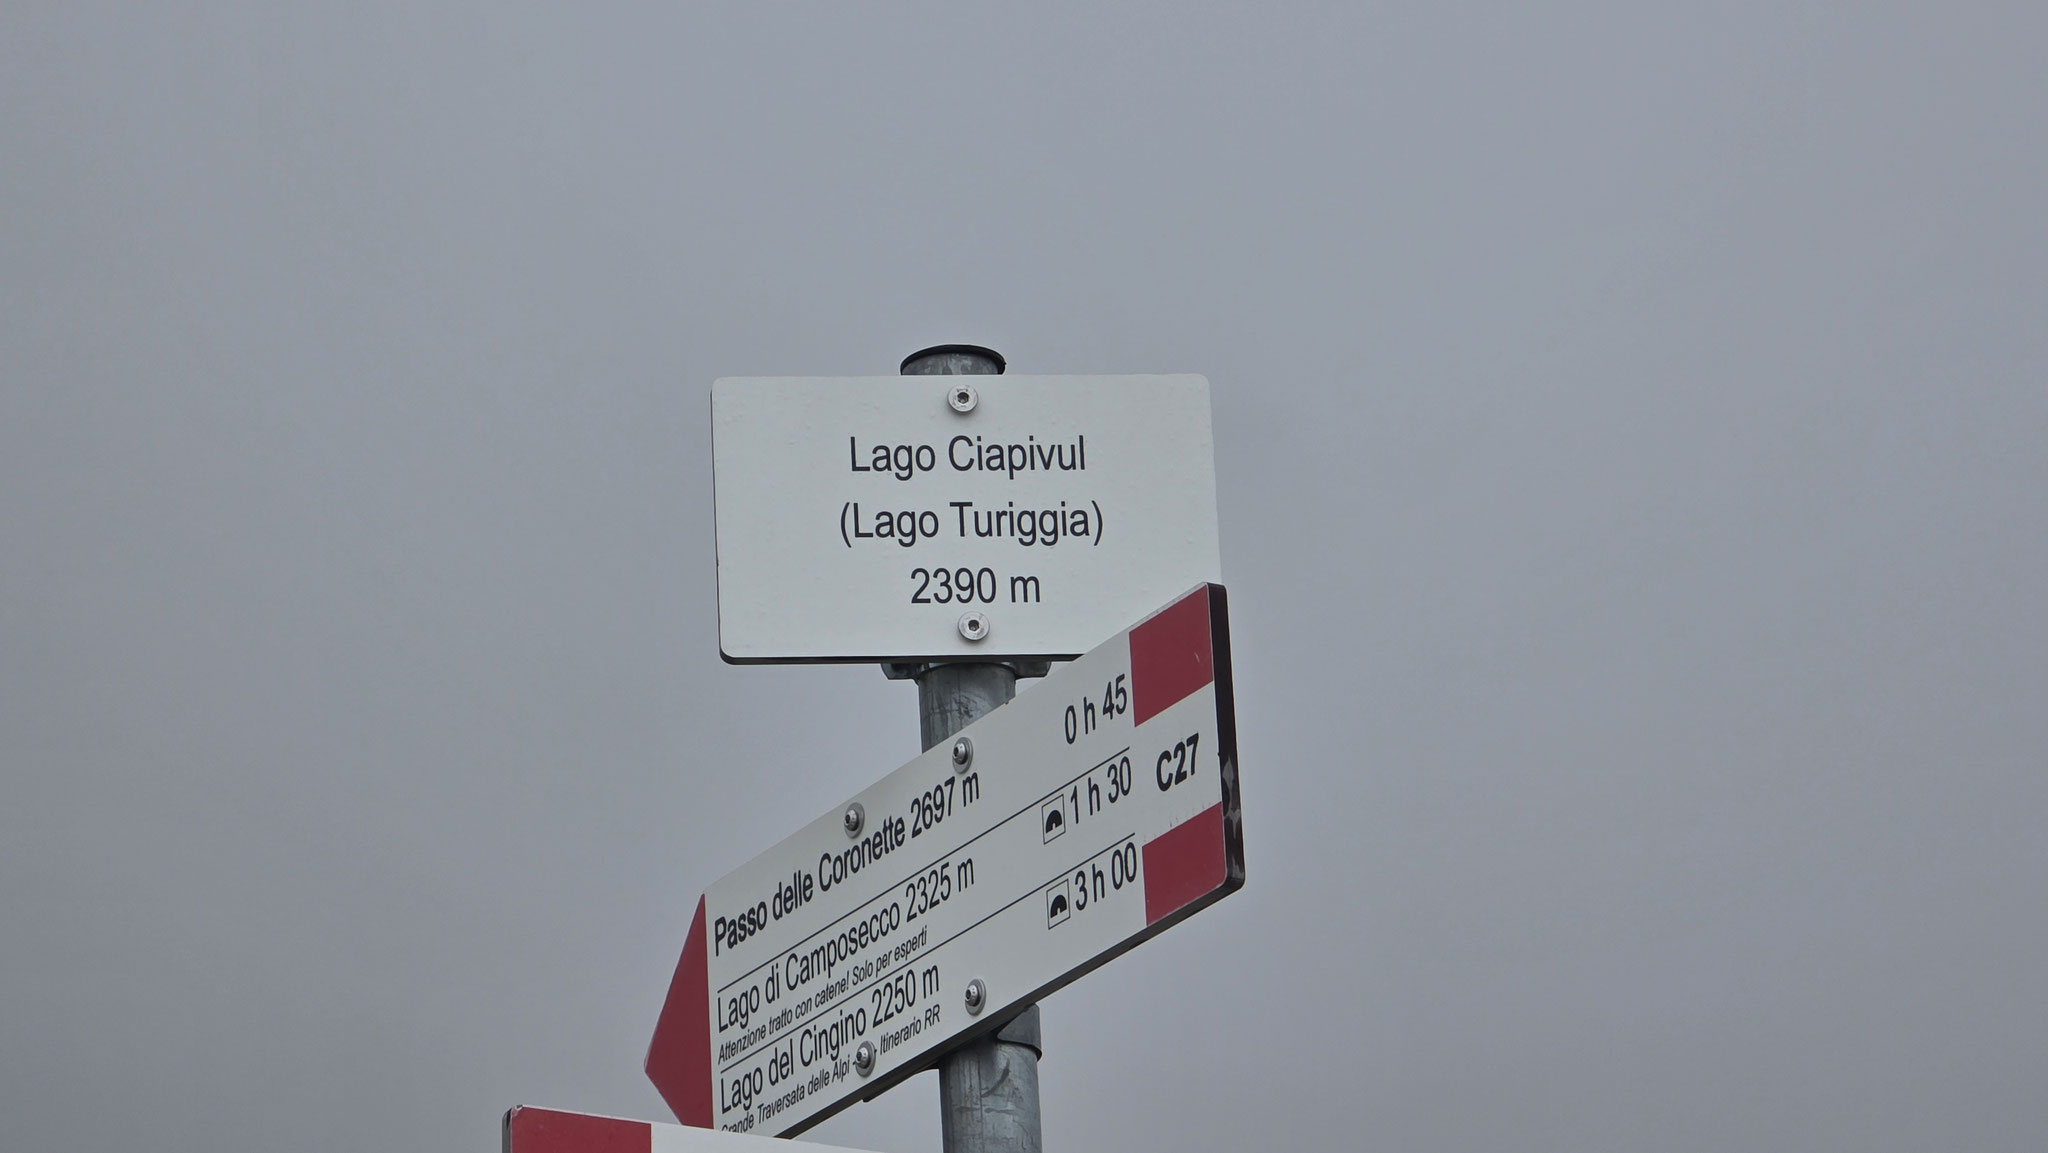 Lago Ciapivul
(Lago Turiggia)
2390 m
Passo delle Coronette 2697 m 0 h 45
Lago di Camposecco 2325 m 1 h 30
Attenzione tratto con catene! Solo per esperti
Lago del Cingino 2250 m 3 h 00
Grande Traversata delle Alpi - Itinerario RR
C27